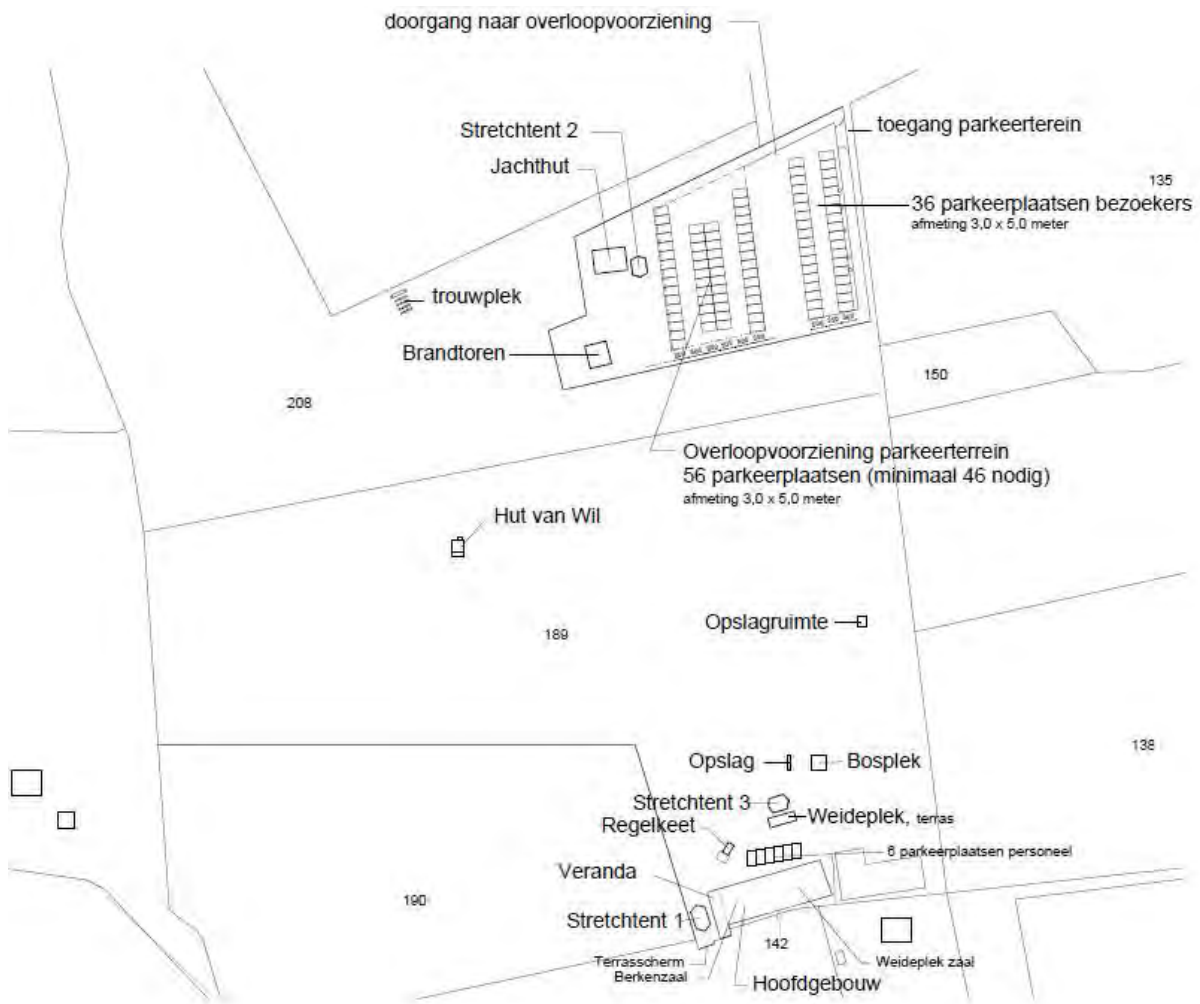 doorgang naar overloopvoorziening
Stretchtent 2
toegang parkeerterein
Jachthut
135
36 parkeerplaatsen bezoekers
afmeting 3,0 x 5,0 meter
trouwplek
Brandtoren
150
208
Overloopvoorziening parkeerterrein
56 parkeerplaatsen (minimaal 46 nodig)
afmeting 3,0 x 5,0 meter
Hut van Wil
Opslagruimte
189
138
Opslag
Bosplek
Stretchtent 3
Weideplek, terras
Regelkeet
6 parkeerplaatsen personeel
Veranda
190
Stretchtent 1
142
Terrasscherm
Berkenzaal
Weideplek zaal
Hoofdgebouw